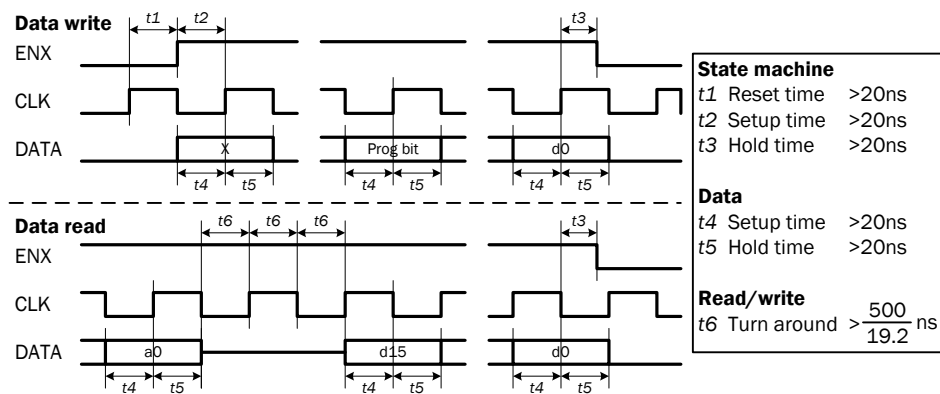 Data write
t1 t2 t3
ENX
CLK
DATA X Prog bit d0
t4 t5 t4 t5 t4 t5
Data read
t6 t6 t6 t3
ENX
CLK
DATA a0 d15 d0
t4 t5 t4 t5 t4 t5
State machine
t1 Reset time >20ns
t2 Setup time >20ns
t3 Hold time >20ns
Data
t4 Setup time >20ns
t5 Hold time >20ns
Read/write
t6 Turn around > 500/19.2 ns